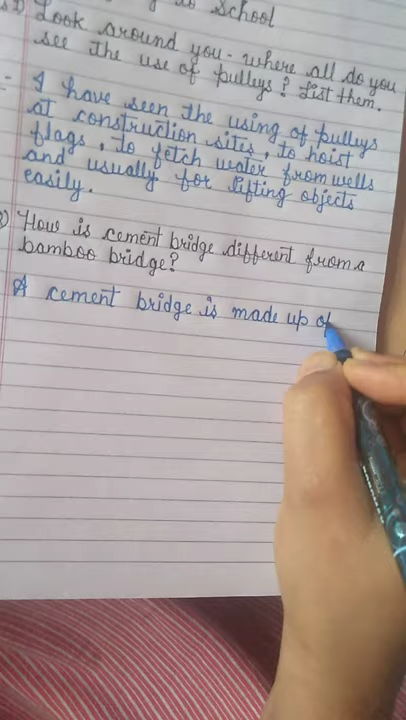 School
Look around you - where all do you
see the use of pulleys? List them.
I have seen the using of pulleys
at construction sites, to hoist
flags, to fetch water from wells
and usually for lifting objects
easily.
How is cement bridge different from a
bamboo bridge?
A cement bridge is made up of